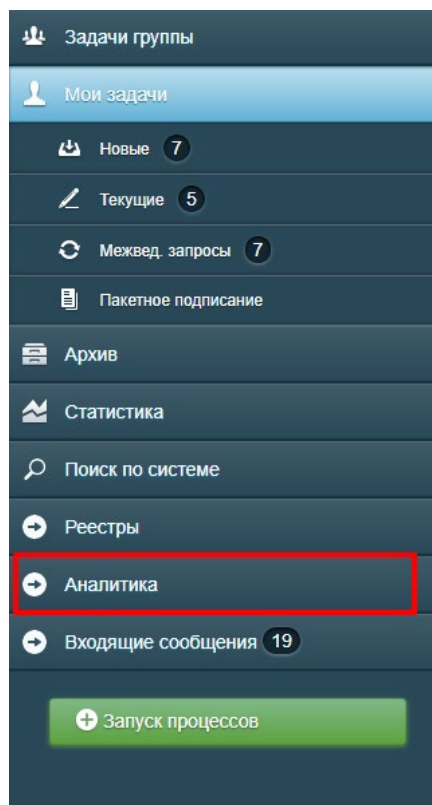 Задачи группы
Мои задачи
Новые 7
Текущие 5
Межвед. запросы 7
Пакетное подписание
Архив
Статистика
Поиск по системе
Реестры
Аналитика
Входящие сообщения 19
Запуск процессов